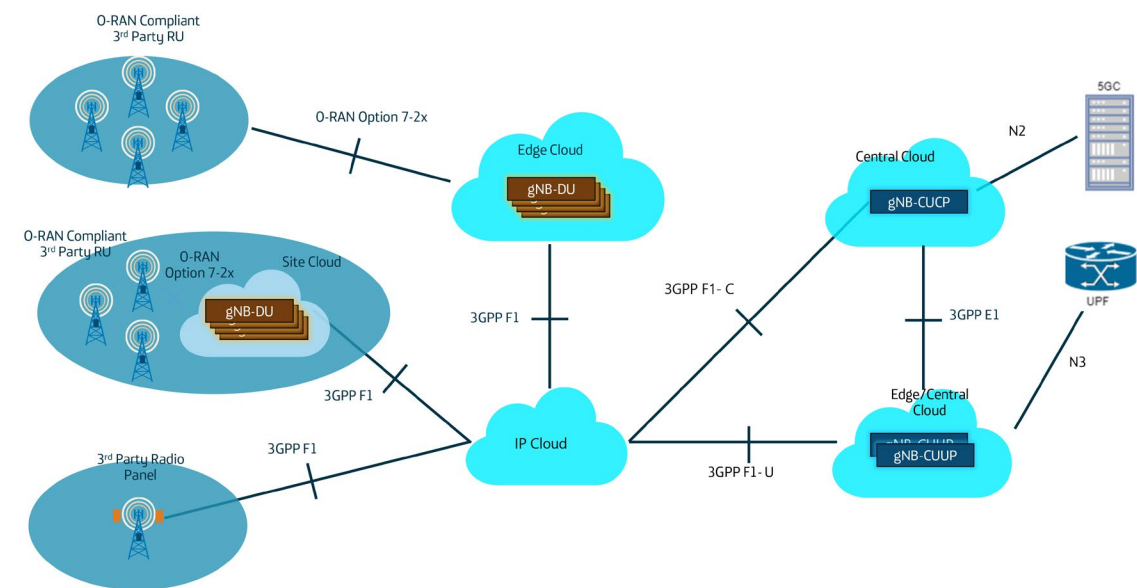 O-RAN Compliant
3rd Party RU
O-RAN Option 7-2x
Edge Cloud
gNB-DU
5GC
N2
Central Cloud
gNB-CUCP
O-RAN Compliant
3rd Party RU
O-RAN
Option 7-2x
Site Cloud
gNB-DU
3GPP F1
3GPP F1
3GPP F1- C
3GPP E1
UPF
N3
3rd Party Radio
Panel
3GPP F1
IP Cloud
3GPP F1- U
Edge/Central
Cloud
gNB-CUUP
gNB-CUUP